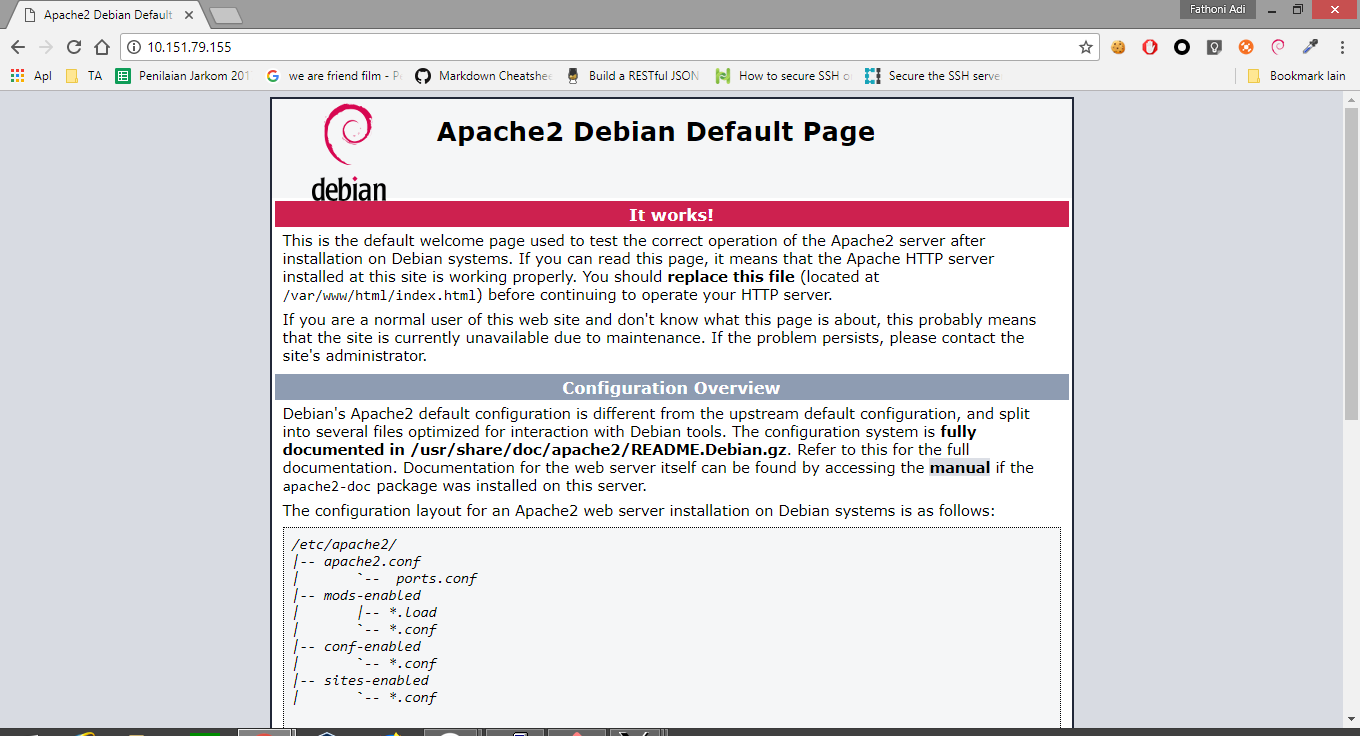 Apache2 Debian Default
Fathoni Adi
10.151.79.155
Apl
TA
Penilaian Jarkom 201
we are friend film - P
Markdown Cheatshe
Build a RESTful JSON
How to secure SSH o
Secure the SSH serve
Bookmark lain
debian
Apache2 Debian Default Page
It works!
This is the default welcome page used to test the correct operation of the Apache2 server after
installation on Debian systems. If you can read this page, it means that the Apache HTTP server
installed at this site is working properly. You should replace this file (located at
/var/www/html/index.html) before continuing to operate your HTTP server.
If you are a normal user of this web site and don't know what this page is about, this probably means
that the site is currently unavailable due to maintenance. If the problem persists, please contact the
site's administrator.
Configuration Overview
Debian's Apache2 default configuration is different from the upstream default configuration, and split
into several files optimized for interaction with Debian tools. The configuration system is fully
documented in /usr/share/doc/apache2/README.Debian.gz. Refer to this for the full
documentation. Documentation for the web server itself can be found by accessing the manual if the
apache2-doc package was installed on this server.
The configuration layout for an Apache2 web server installation on Debian systems is as follows:
/etc/apache2/
|-- apache2.conf
|       `--  ports.conf
|-- mods-enabled
|       |-- *.load
|       `-- *.conf
|-- conf-enabled
|       `-- *.conf
|-- sites-enabled
|       `-- *.conf